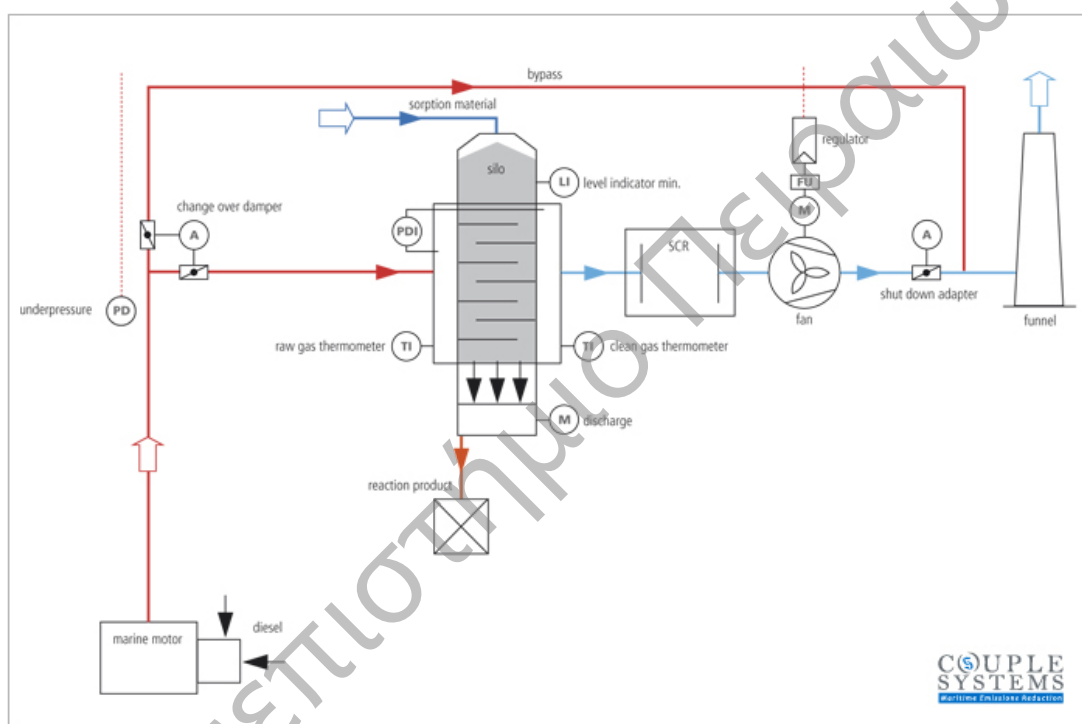 bypass
sorption material
regulator
silo
LI
level indicator min.
FU
change over damper
A
PDI
M
SCR
A
underpressure
PD
shut down adapter
fan
funnel
raw gas thermometer
TI
TI
clean gas thermometer
M
discharge
reaction product
marine motor
diesel
COUPLE
SYSTEMS
Maritime Emissions Reduction
Πανεπιστήμιο Πειραιώς